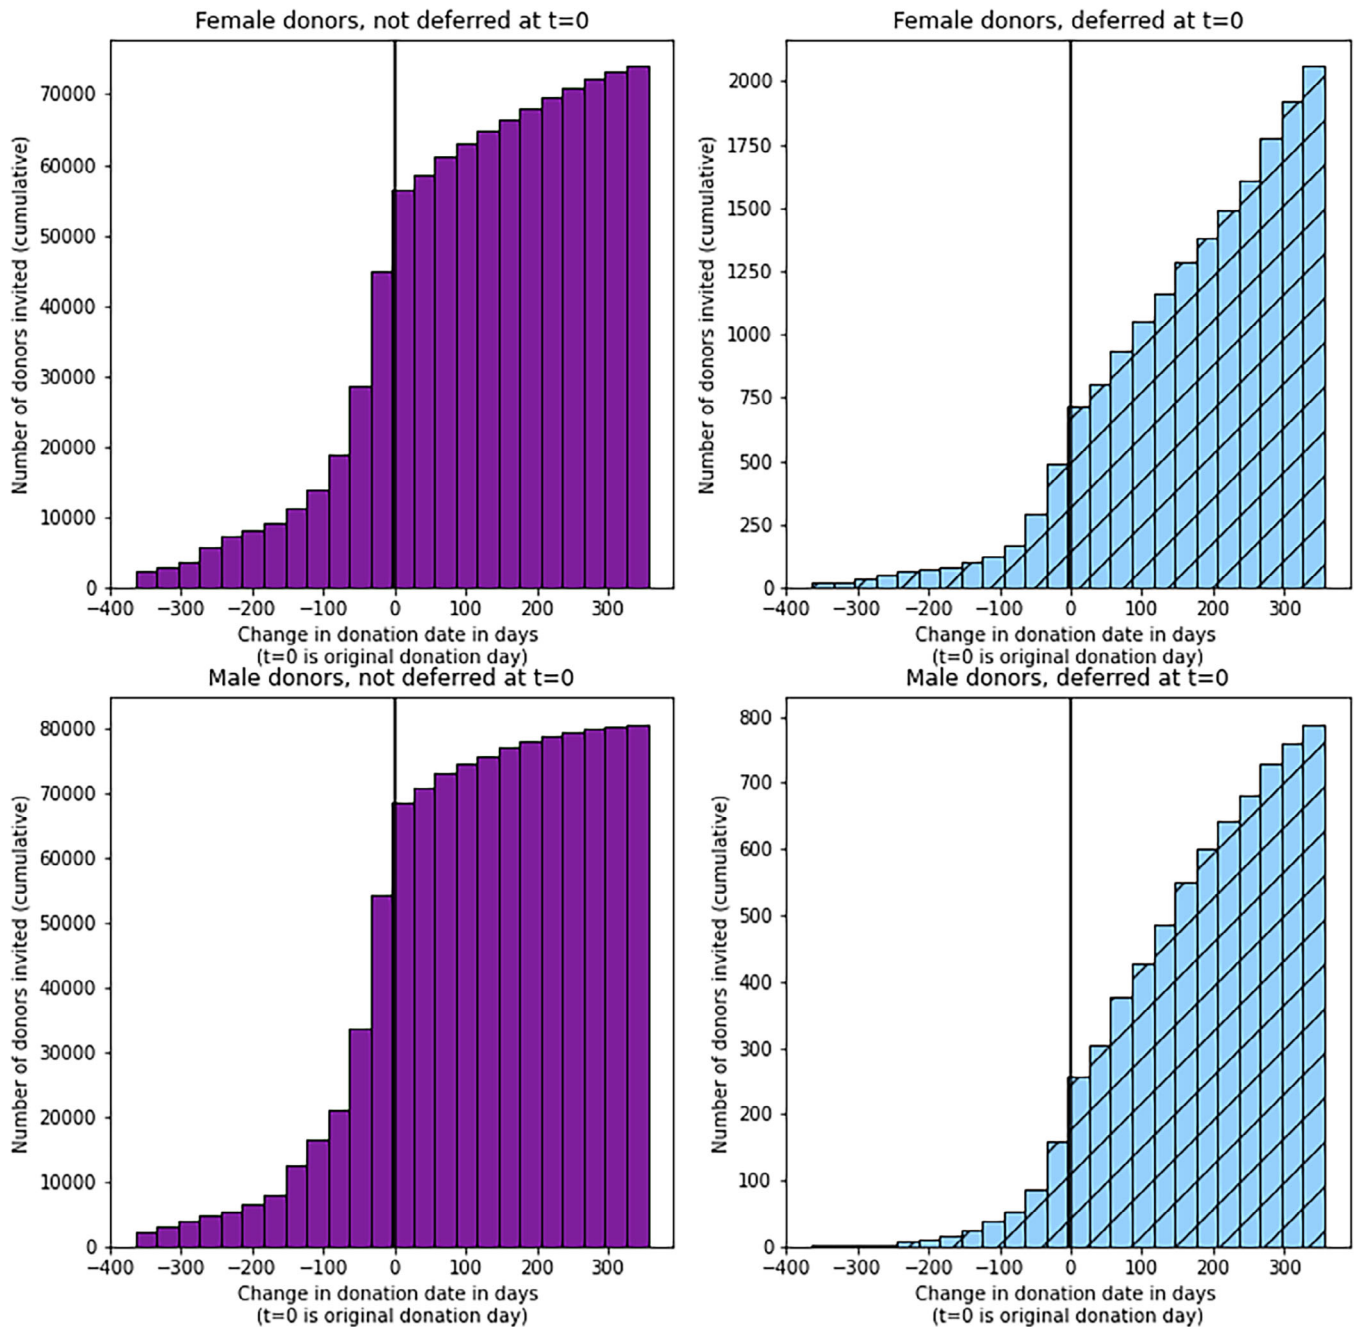 Female donors, not deferred at t=0
Number of donors invited (cumulative)
70000
60000
50000
40000
30000
20000
10000
0
−400 −300 −200 −100 0 100 200 300
Change in donation date in days
(t=0 is original donation day)
Female donors, deferred at t=0
Number of donors invited (cumulative)
2000
1750
1500
1250
1000
750
500
250
0
−400 −300 −200 −100 0 100 200 300
Change in donation date in days
(t=0 is original donation day)
Male donors, not deferred at t=0
Number of donors invited (cumulative)
80000
70000
60000
50000
40000
30000
20000
10000
0
−400 −300 −200 −100 0 100 200 300
Change in donation date in days
(t=0 is original donation day)
Male donors, deferred at t=0
Number of donors invited (cumulative)
800
700
600
500
400
300
200
100
0
−400 −300 −200 −100 0 100 200 300
Change in donation date in days
(t=0 is original donation day)